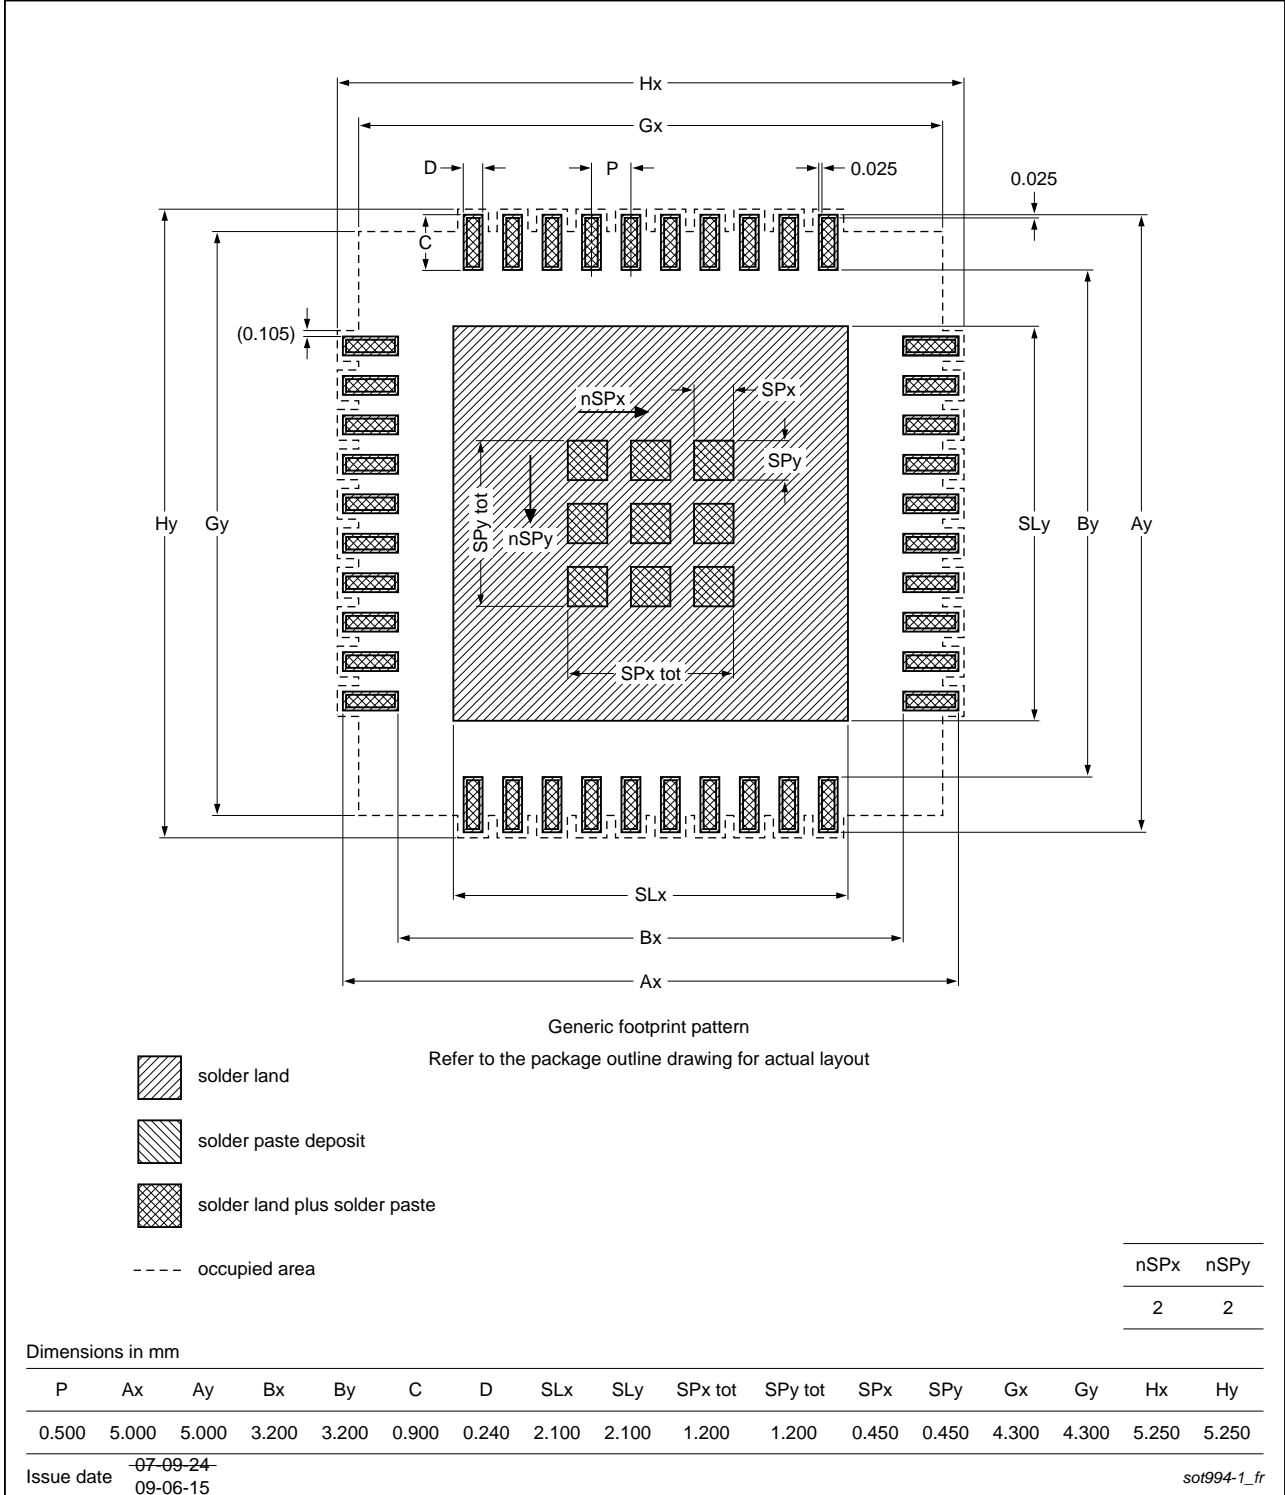 Hx
Gx
D
P
0.025
0.025
C
(0.105)
nSPx
SPx
SPy
SPy tot
nSPy
Hy
Gy
SLy
By
Ay
SPx tot
SLx
Bx
Ax
Generic footprint pattern
Refer to the package outline drawing for actual layout
solder land
solder paste deposit
solder land plus solder paste
occupied area
nSPx nSPy
2 2
Dimensions in mm
P Ax Ay Bx By C D SLx SLy SPx tot SPy tot SPx SPy Gx Gy Hx Hy
0.500 5.000 5.000 3.200 3.200 0.900 0.240 2.100 2.100 1.200 1.200 0.450 0.450 4.300 4.300 5.250 5.250
Issue date 07-09-24
09-06-15
sot994-1_fr